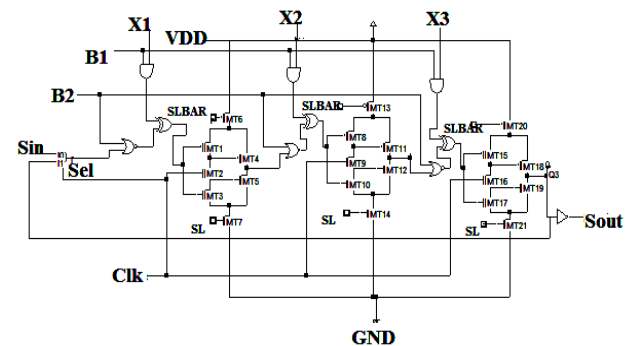 X1
X2
X3
VDD
B1
B2
SLBAR
MT6
SLBAR
MT13
SLBAR
MT20
Sin
Sel
MT1
MT4
MT2
MT5
MT3
MT8
MT11
MT9
MT12
MT10
MT15
MT18
MT16
MT19
MT17
Q3
SL
MT7
SL
MT14
SL
MT21
Sout
Clk
GND